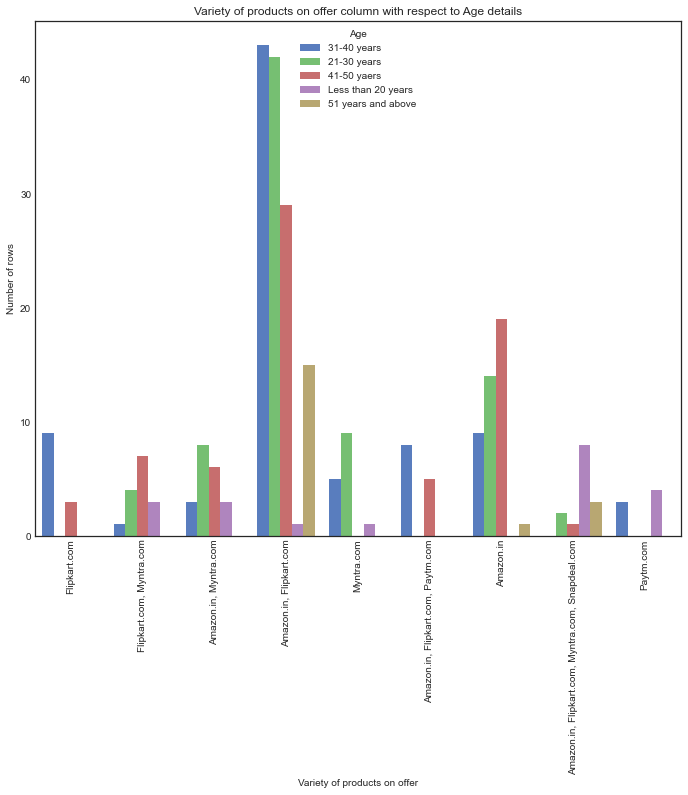 Variety of products on offer column with respect to Age details
Age
31-40 years
21-30 years
41-50 yaers
Less than 20 years
51 years and above
Number of rows
40
30
20
10
0
Flipkart.com
Flipkart.com, Myntra.com
Amazon.in, Myntra.com
Amazon.in, Flipkart.com
Myntra.com
Amazon.in, Flipkart.com, Paytm.com
Amazon.in
Amazon.in, Flipkart.com, Myntra.com, Snapdeal.com
Paytm.com
Variety of products on offer